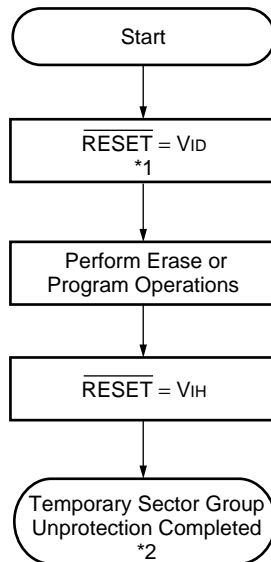 Start
RESET = VID
*1
Perform Erase or
Program Operations
RESET = VIH
Temporary Sector Group
Unprotection Completed
*2